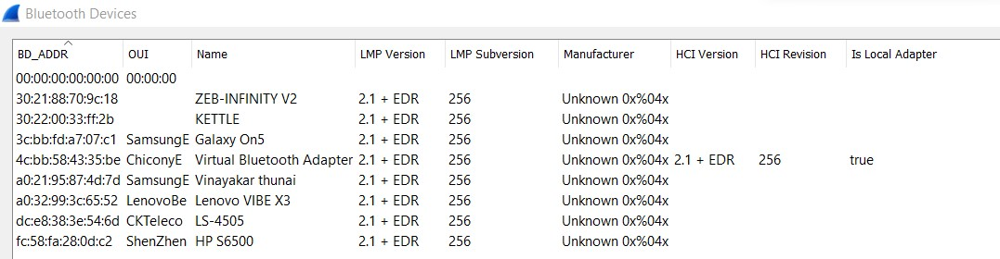 Bluetooth Devices
BD_ADDR OUI Name LMP Version LMP Subversion Manufacturer HCI Version HCI Revision Is Local Adapter
00:00:00:00:00:00 00:00:00
30:21:88:70:9c:18 ZEB-INFINITY V2 2.1 + EDR 256 Unknown 0x%04x
30:22:00:33:ff:2b KETTLE 2.1 + EDR 256 Unknown 0x%04x
3c:bb:fd:a7:07:c1 SamsungE Galaxy On5 2.1 + EDR 256 Unknown 0x%04x
4c:bb:58:43:35:be ChiconyE Virtual Bluetooth Adapter 2.1 + EDR 256 Unknown 0x%04x 2.1 + EDR 256 true
a0:21:95:87:4d:7d SamsungE Vinayakar thunai 2.1 + EDR 256 Unknown 0x%04x
a0:32:99:3c:65:52 LenovoBe Lenovo VIBE X3 2.1 + EDR 256 Unknown 0x%04x
dc:e8:38:3e:54:6d CKTeleco LS-4505 2.1 + EDR 256 Unknown 0x%04x
fc:58:fa:28:0d:c2 ShenZhen HP S6500 2.1 + EDR 256 Unknown 0x%04x